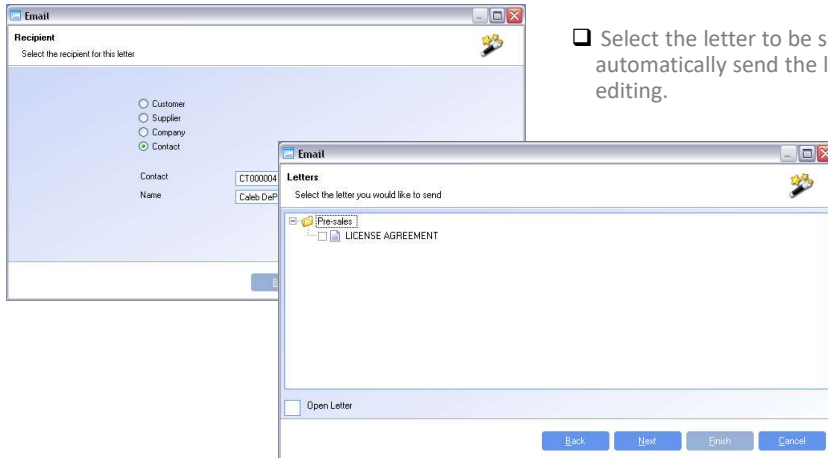 Email
Recipient
Select the recipient for this letter
Customer
Supplier
Company
Contact
Contact CT000004
Name Caleb DeP
Select the letter to be s
automatically send the l
editing.
Email
Letters
Select the letter you would like to send
Pre-sales
LICENSE AGREEMENT
Open Letter
Back Next Finish Cancel